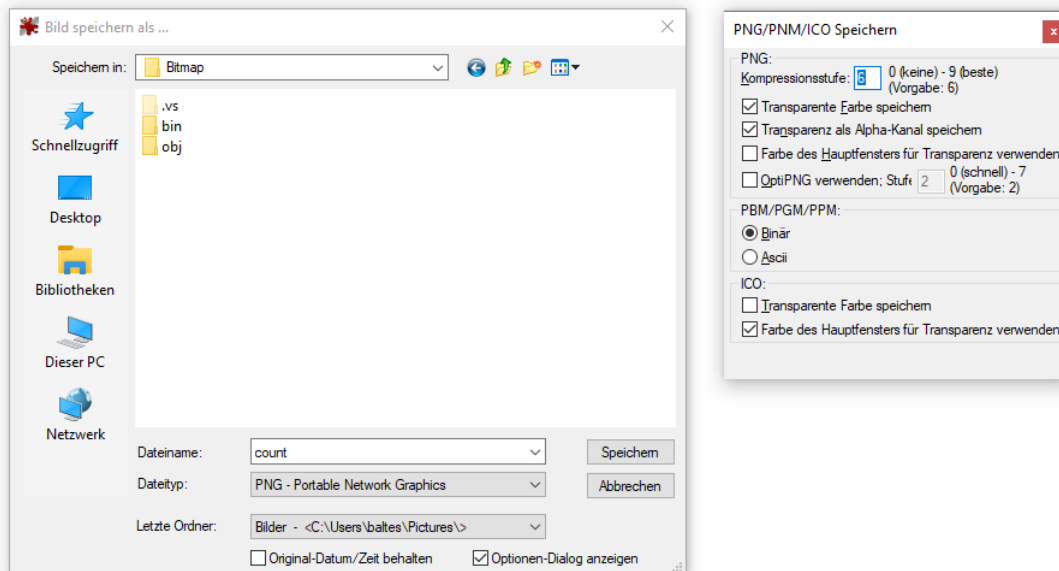 Bild speichern als ...
Speichern in:
Bitmap
.vs
bin
obj
Schnellzugriff
Desktop
Bibliotheken
Dieser PC
Netzwerk
Dateiname:
count
Speichern
Dateityp:
PNG - Portable Network Graphics
Abbrechen
Letzte Ordner:
Bilder - <C:\Users\baltes\Pictures\>
Original-Datum/Zeit behalten
Optionen-Dialog anzeigen
PNG/PNM/ICO Speichern
x
PNG:
Kompressionsstufe: 6 0 (keine) - 9 (beste)
(Vorgabe: 6)
Transparente Farbe speichern
Transparenz als Alpha-Kanal speichern
Farbe des Hauptfensters für Transparenz verwenden
OptiPNG verwenden; Stufe 2 0 (schnell) - 7
(Vorgabe: 2)
PBM/PGM/PPM:
Binär
Ascii
ICO:
Transparente Farbe speichern
Farbe des Hauptfensters für Transparenz verwenden